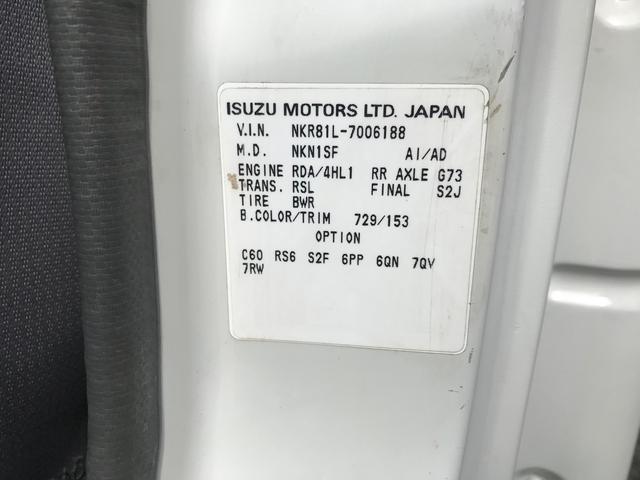 ISUZU MOTORS LTD. JAPAN
V.I.N. NKR81L-7006188
M.D. NKN1SF A1/AD
ENGINE RDA/4HL1 RR AXLE G73
TRANS. RSL FINAL S2J
TIRE BWR
B.COLOR/TRIM 729/153
OPTION
C60 RS6 S2F 6PP 6QN 7QV
7RW